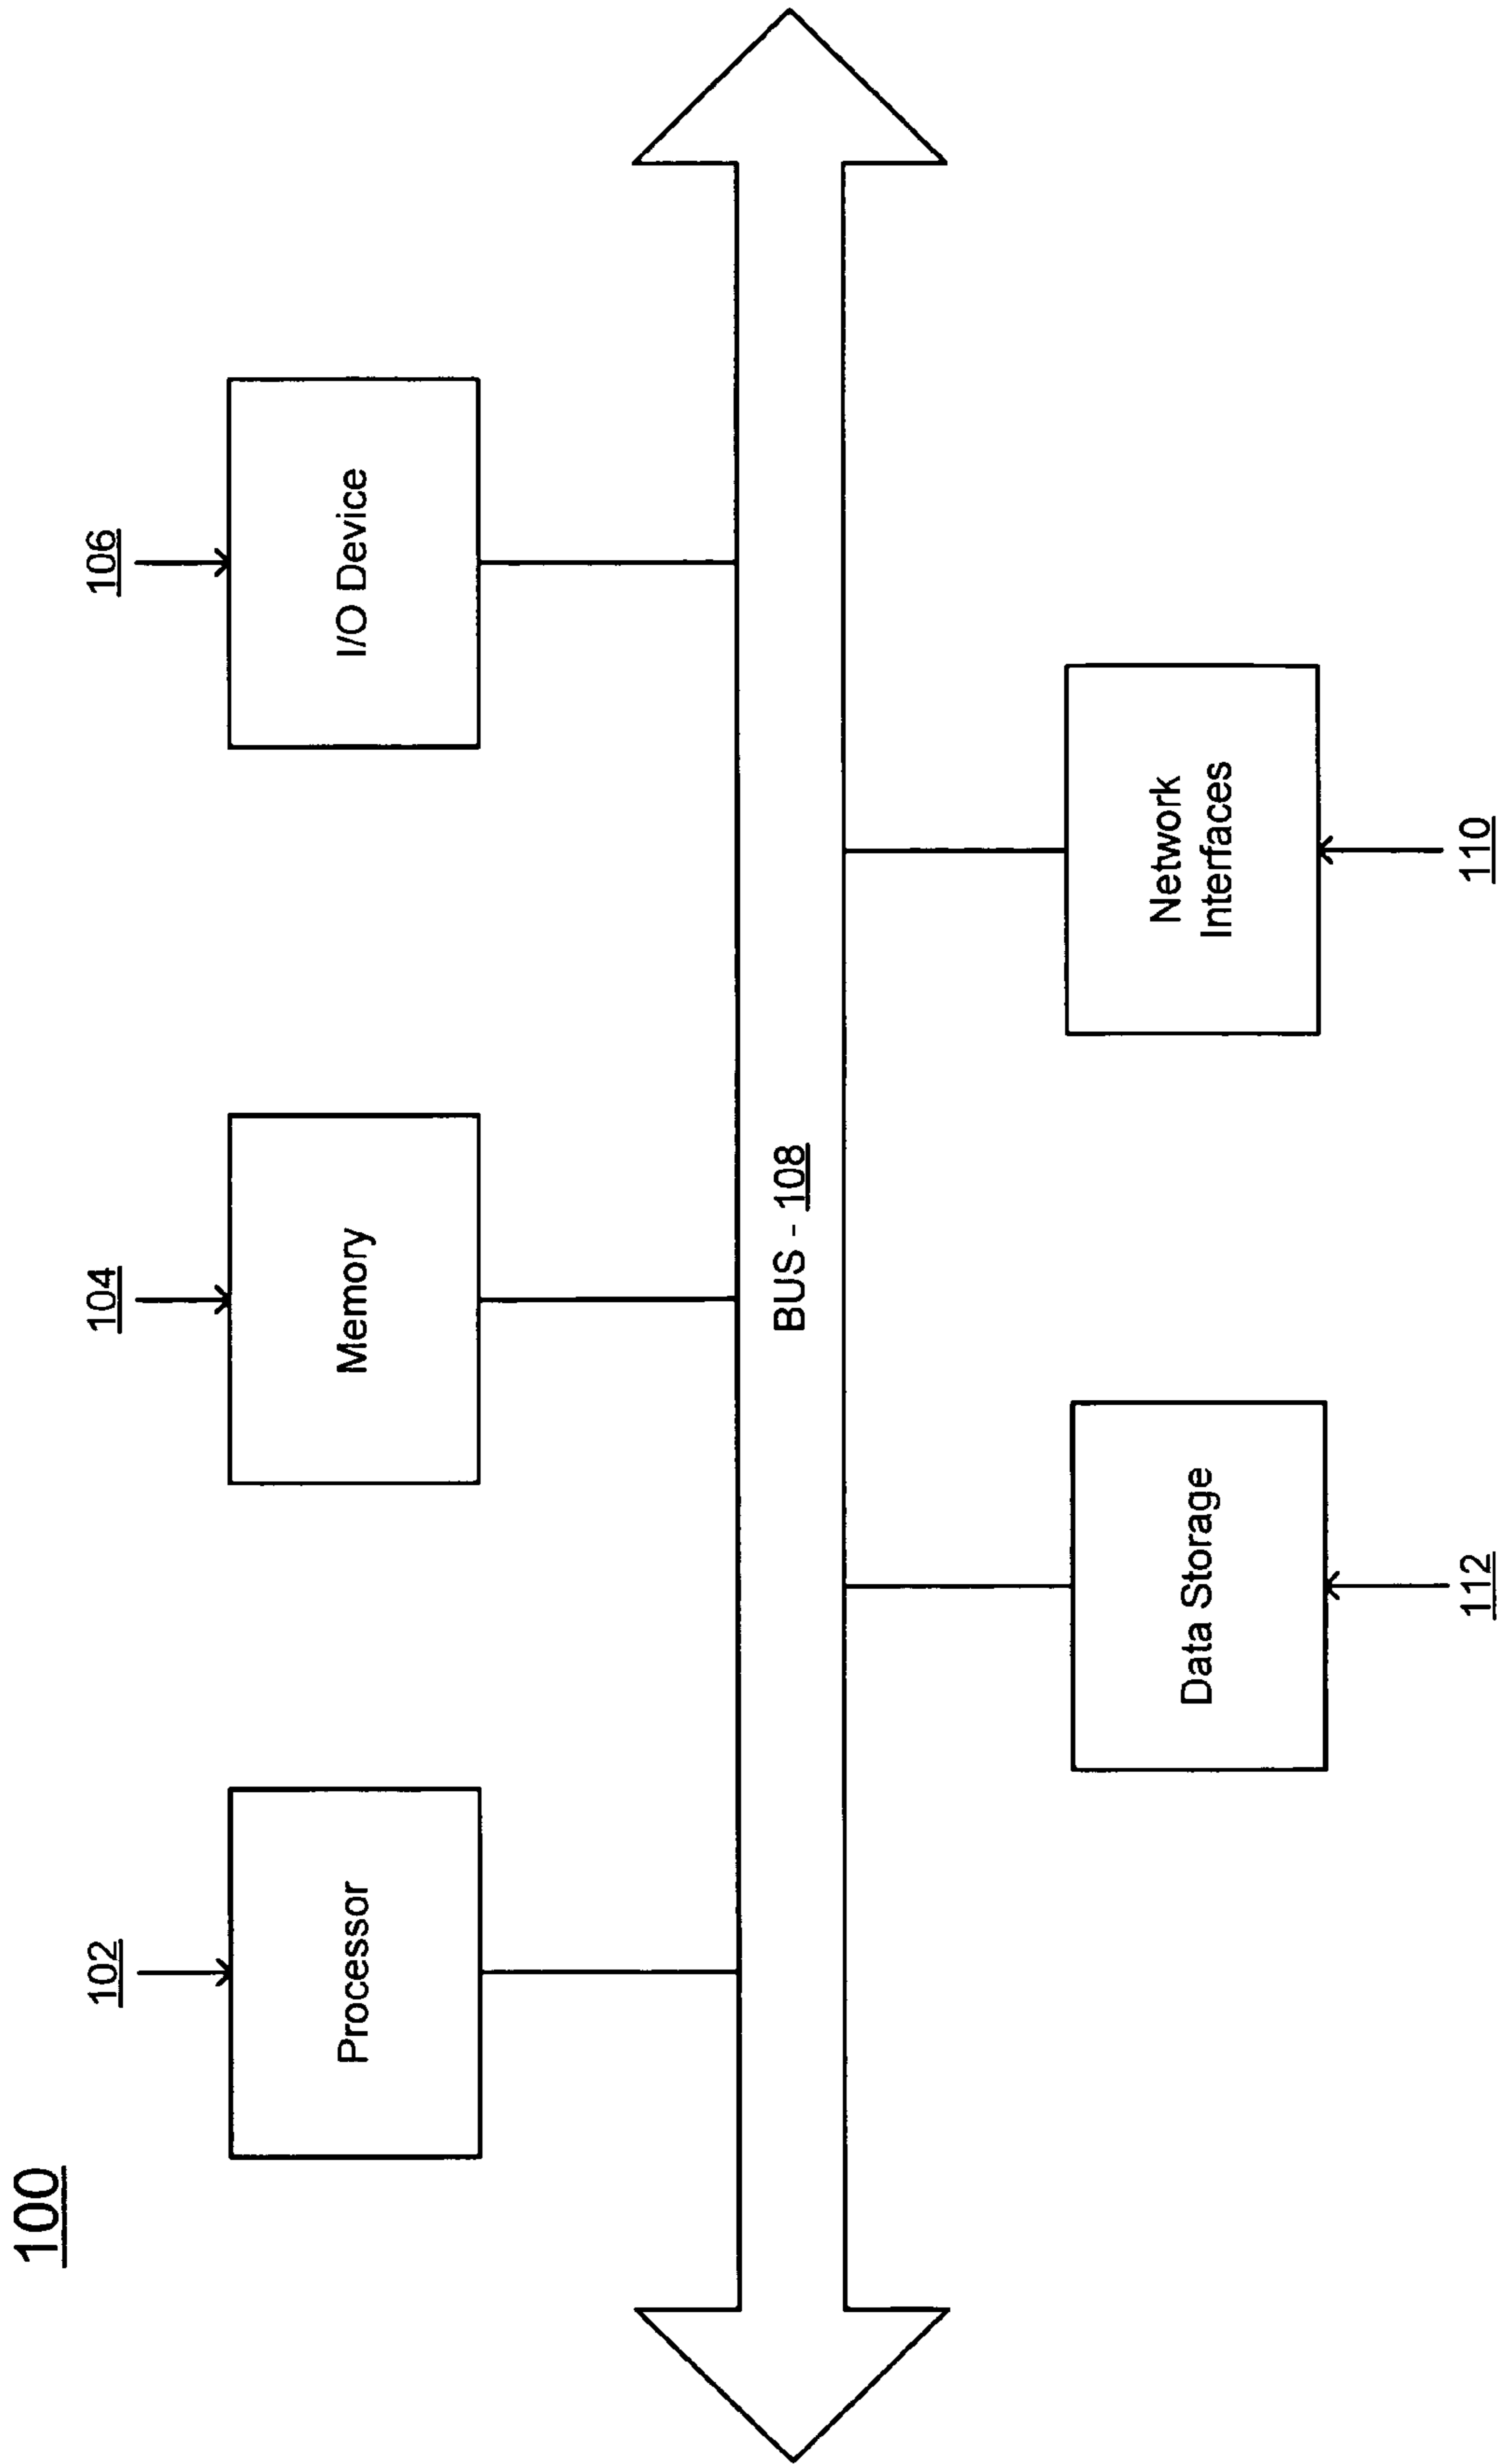 100
102
104
106
Processor
Memory
I/O Device
BUS - 108
Data Storage
Network
Interfaces
112
110